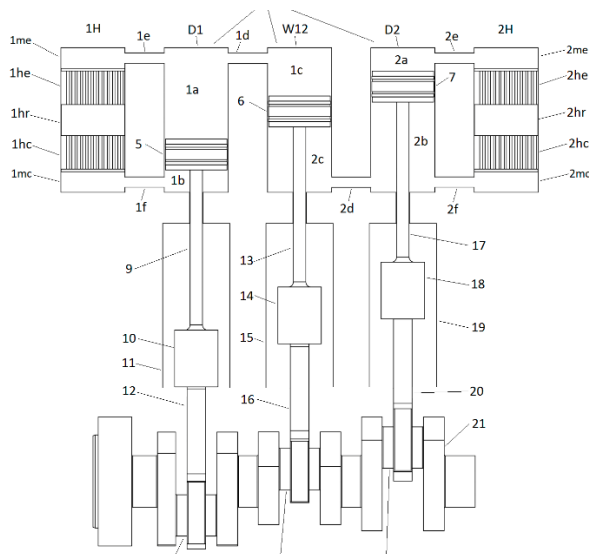 1H 1e D1 1d W12 D2 2e 2H
1me 2me
1c 2a
1he 7 2he
1a 6
1hr 2hr
5 2b
1hc 2c 2hc
1b
1mc 2mc
1f 2d 2f
17
9 13
18
14
10 15 19
11
12 20
16
21